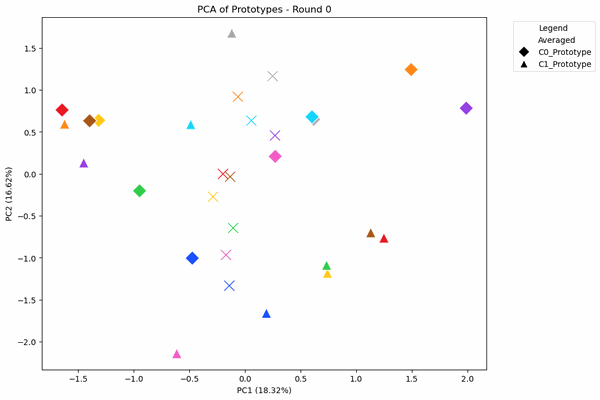 PCA of Prototypes - Round 0
Legend
Averaged
C0_Prototype
C1_Prototype
PC2 (16.62%)
1.5
1.0
0.5
0.0
−0.5
−1.0
−1.5
−2.0
−1.5 −1.0 −0.5 0.0 0.5 1.0 1.5 2.0
PC1 (18.32%)